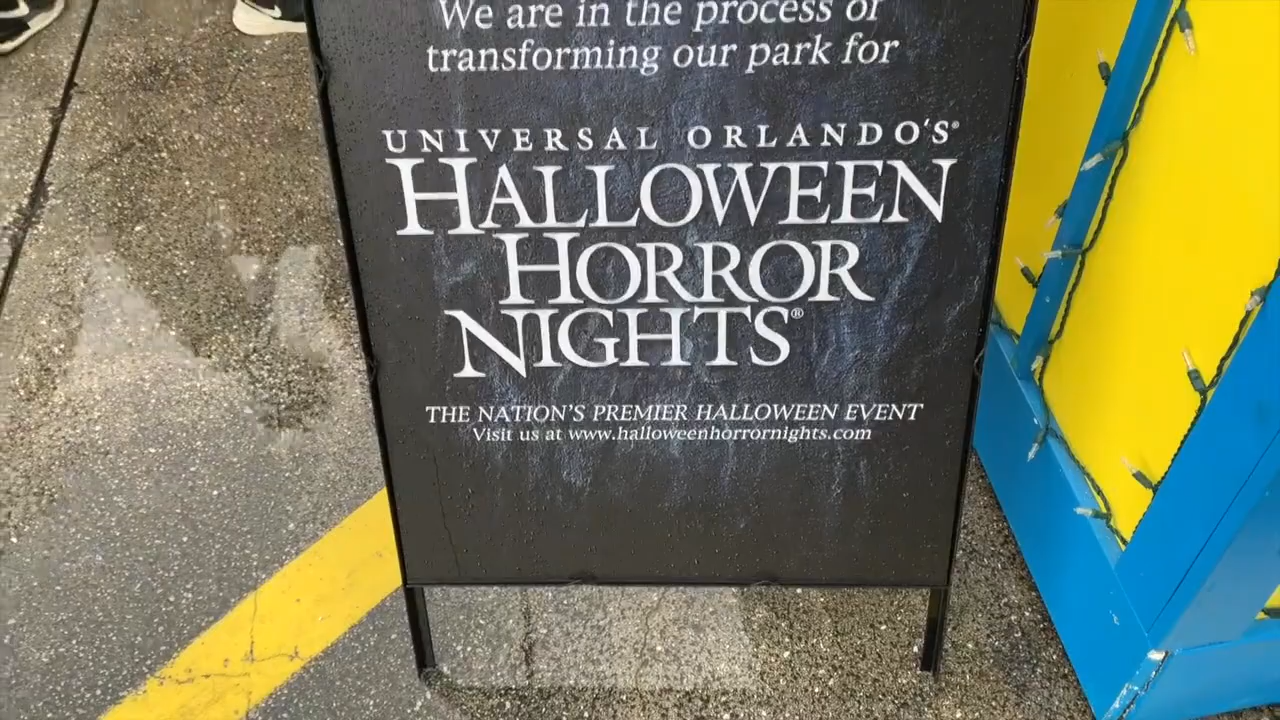 We are in the process of
transforming our park for
UNIVERSAL ORLANDO'S®
HALLOWEEN
HORROR
NIGHTS®
THE NATION'S PREMIER HALLOWEEN EVENT
Visit us at www.halloweenhorrornights.com